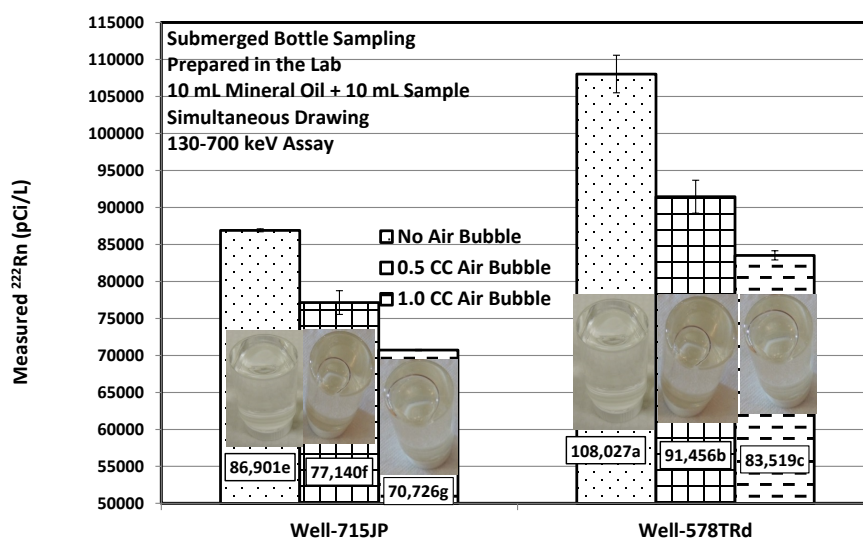 115000
110000
105000
100000
95000
90000
85000
80000
75000
70000
65000
60000
55000
50000
Measured ²²²Rn (pCi/L)
Submerged Bottle Sampling
Prepared in the Lab
10 mL Mineral Oil + 10 mL Sample
Simultaneous Drawing
130-700 keV Assay
No Air Bubble
0.5 CC Air Bubble
1.0 CC Air Bubble
86,901e
77,140f
70,726g
108,027a
91,456b
83,519c
Well-715JP
Well-578TRd